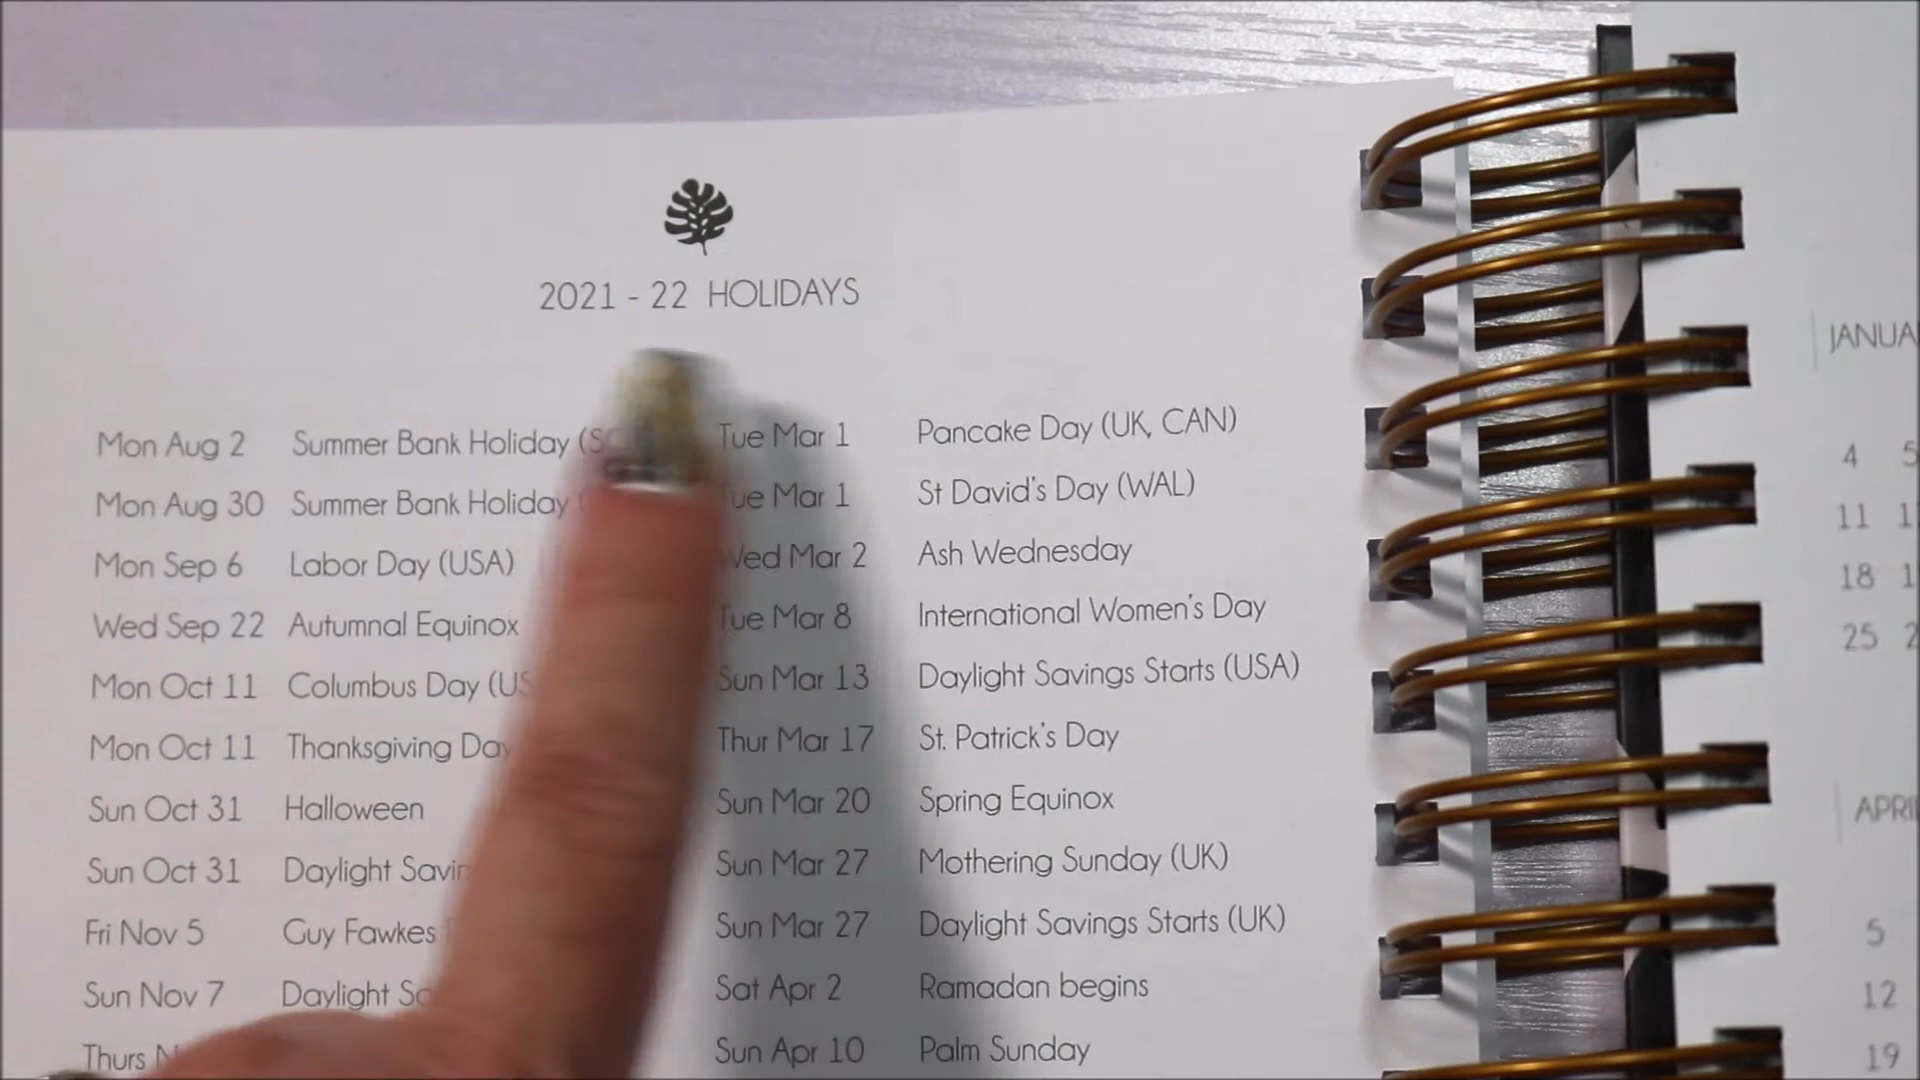 2021 - 22 HOLIDAYS
Mon Aug 2 Summer Bank Holiday
Mon Aug 30 Summer Bank Holiday
Mon Sep 6 Labor Day (USA)
Wed Sep 22 Autumnal Equinox
Mon Oct 11 Columbus Day
Mon Oct 11 Thanksgiving Day
Sun Oct 31 Halloween
Sun Oct 31 Daylight
Fri Nov 5 Guy Fawkes
Sun Nov 7 Daylight
Thurs
Tue Mar 1 Pancake Day (UK, CAN)
Tue Mar 1 St David's Day (WAL)
Wed Mar 2 Ash Wednesday
Tue Mar 8 International Women's Day
Sun Mar 13 Daylight Savings Starts (USA)
Thur Mar 17 St. Patrick's Day
Sun Mar 20 Spring Equinox
Sun Mar 27 Mothering Sunday (UK)
Sun Mar 27 Daylight Savings Starts (UK)
Sat Apr 2 Ramadan begins
Sun Apr 10 Palm Sunday
4
11
18
25
5
12
19